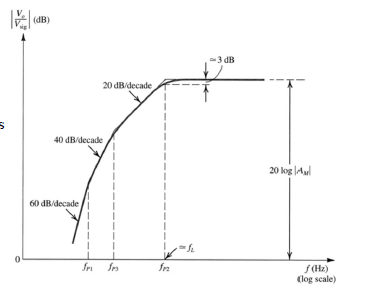 |V_o/V_sig| (dB)
≃3 dB
20 dB/decade
s
40 dB/decade
20 log |A_M|
60 dB/decade
≃ f_L
0
f_P1 f_P3 f_P2 f (Hz)
(log scale)